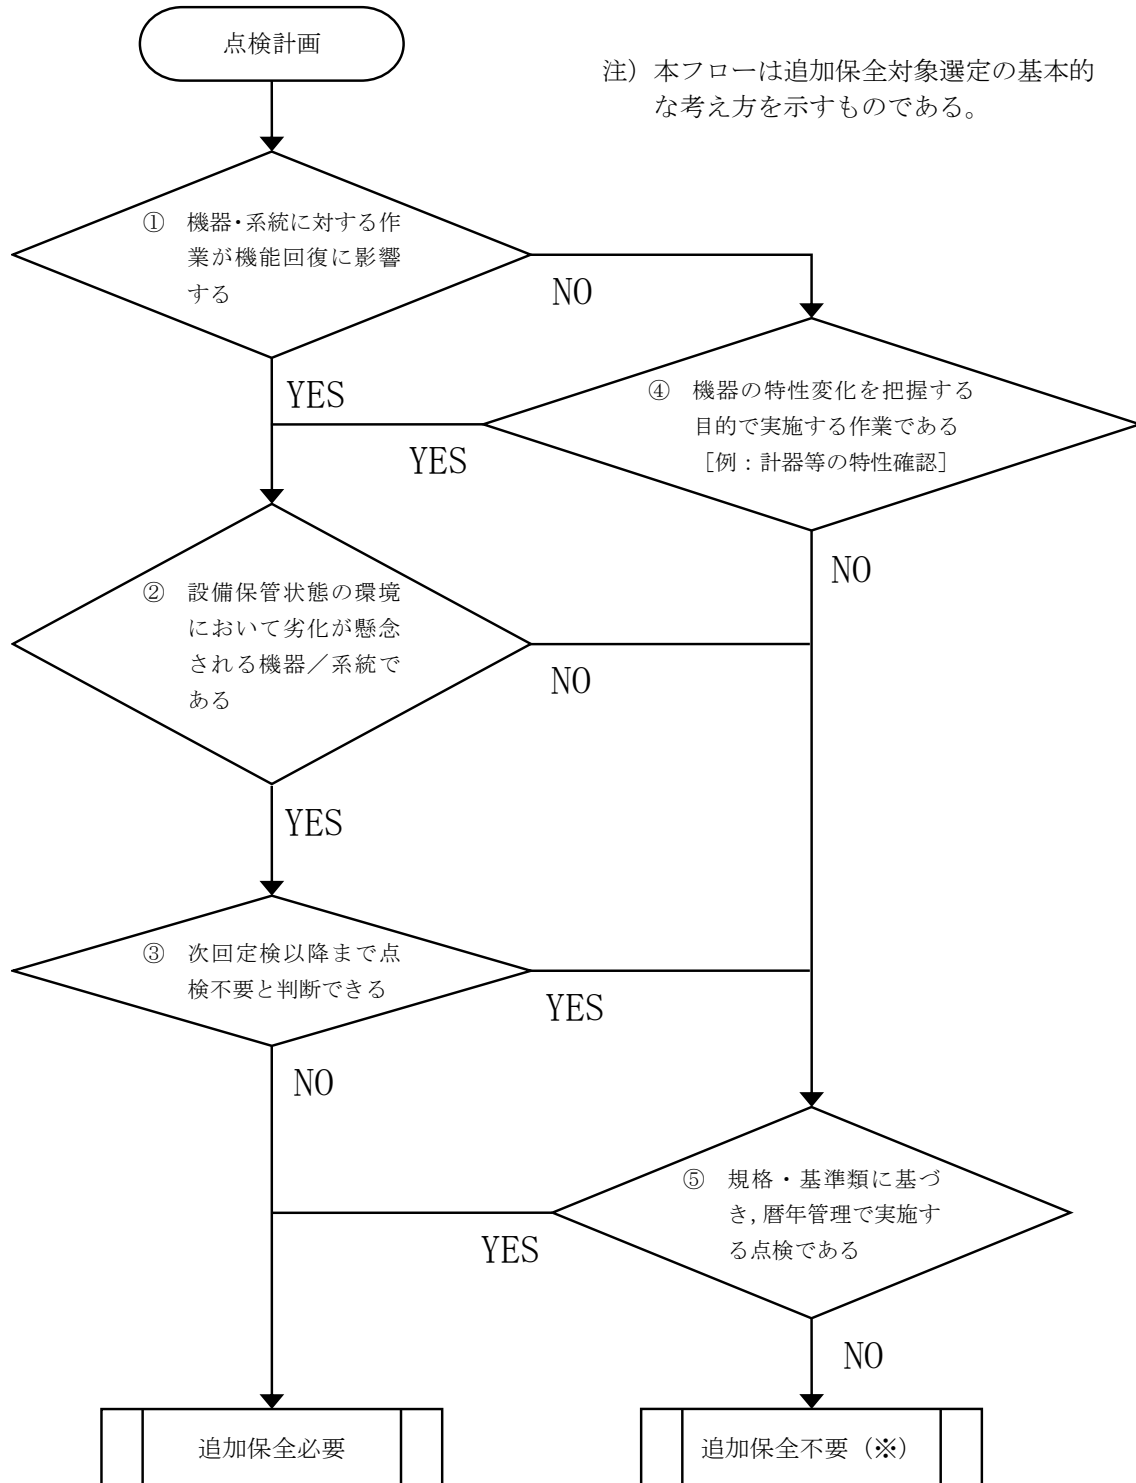 点検計画
注）本フローは追加保全対象選定の基本的
な考え方を示すものである。
① 機器・系統に対する作
業が機能回復に影響
する
NO
YES
④ 機器の特性変化を把握する
目的で実施する作業である
［例：計器等の特性確認］
YES
NO
② 設備保管状態の環境
において劣化が懸念
される機器／系統で
ある
NO
YES
③ 次回定検以降まで点
検不要と判断できる
YES
NO
⑤ 規格・基準類に基づ
き,暦年管理で実施す
る点検である
YES
NO
追加保全必要
追加保全不要（※）